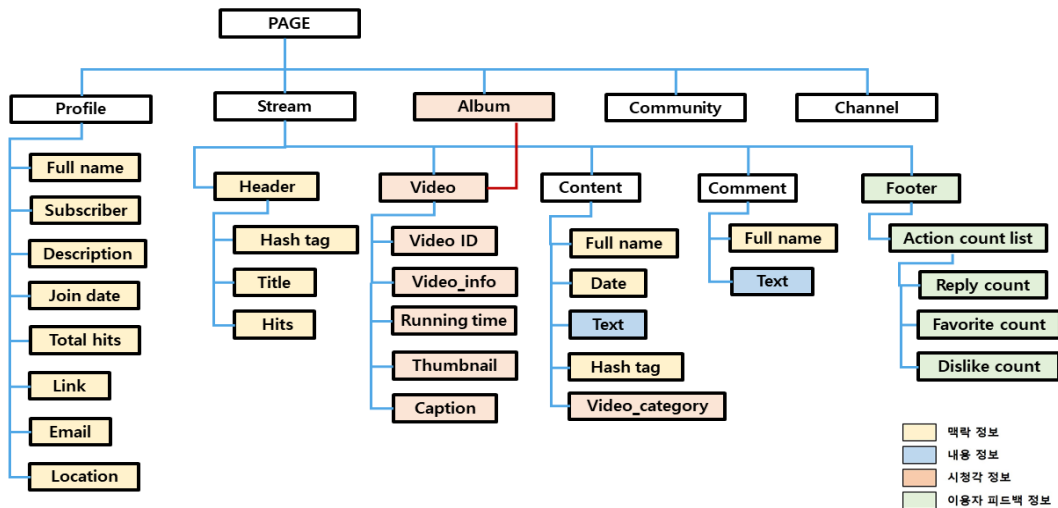 PAGE
Profile
Stream
Album
Community
Channel
Full name
Subscriber
Description
Join date
Total hits
Link
Email
Location
Header
Hash tag
Title
Hits
Video
Video ID
Video_info
Running time
Thumbnail
Caption
Content
Full name
Date
Text
Hash tag
Video_category
Comment
Full name
Text
Footer
Action count list
Reply count
Favorite count
Dislike count
맥락 정보
내용 정보
시청각 정보
이용자 피드백 정보